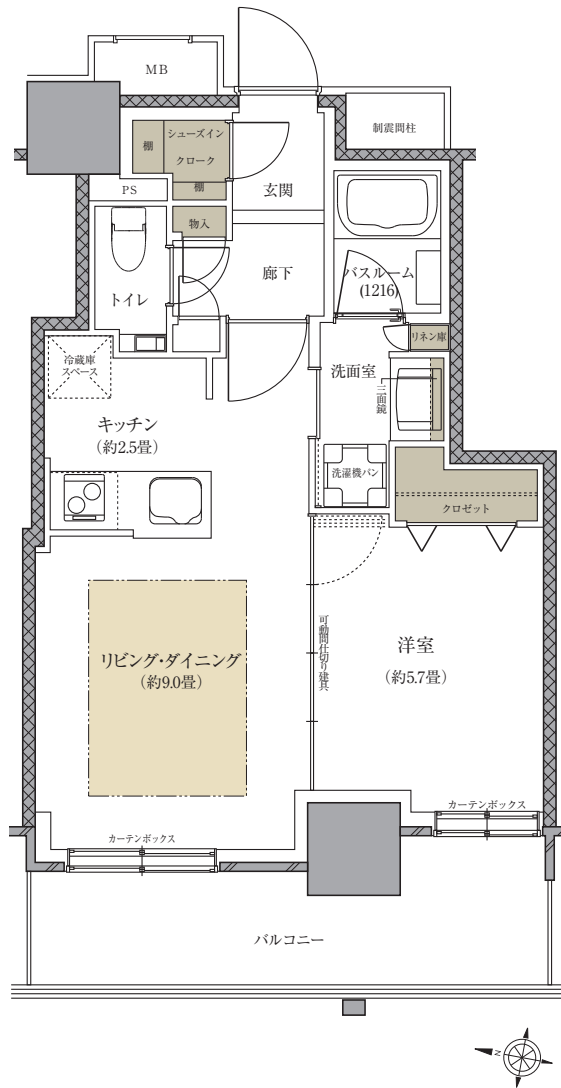 MB
制震間柱
シューズイン
クローク
棚
棚
玄関
PS
物入
廊下
トイレ
バスルーム
(1216)
リネン庫
冷蔵庫
スペース
洗面室
三面鏡
キッチン
(約2.5畳)
洗濯機パン
クロゼット
可動間仕切り建具
洋室
(約5.7畳)
リビング・ダイニング
(約9.0畳)
カーテンボックス
カーテンボックス
バルコニー
N